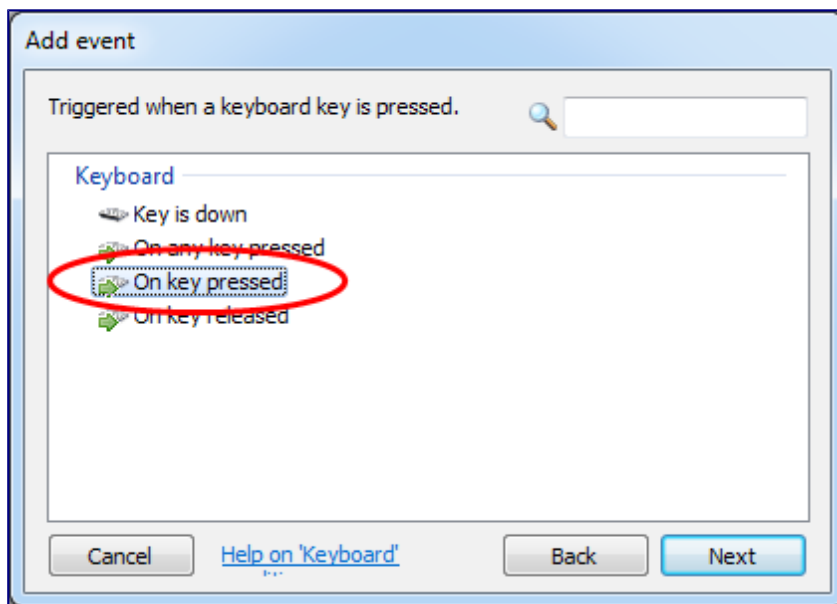 Add event
Triggered when a keyboard key is pressed.
Keyboard
Key is down
On any key pressed
On key pressed
On key released
Cancel
Help on 'Keyboard'
Back
Next